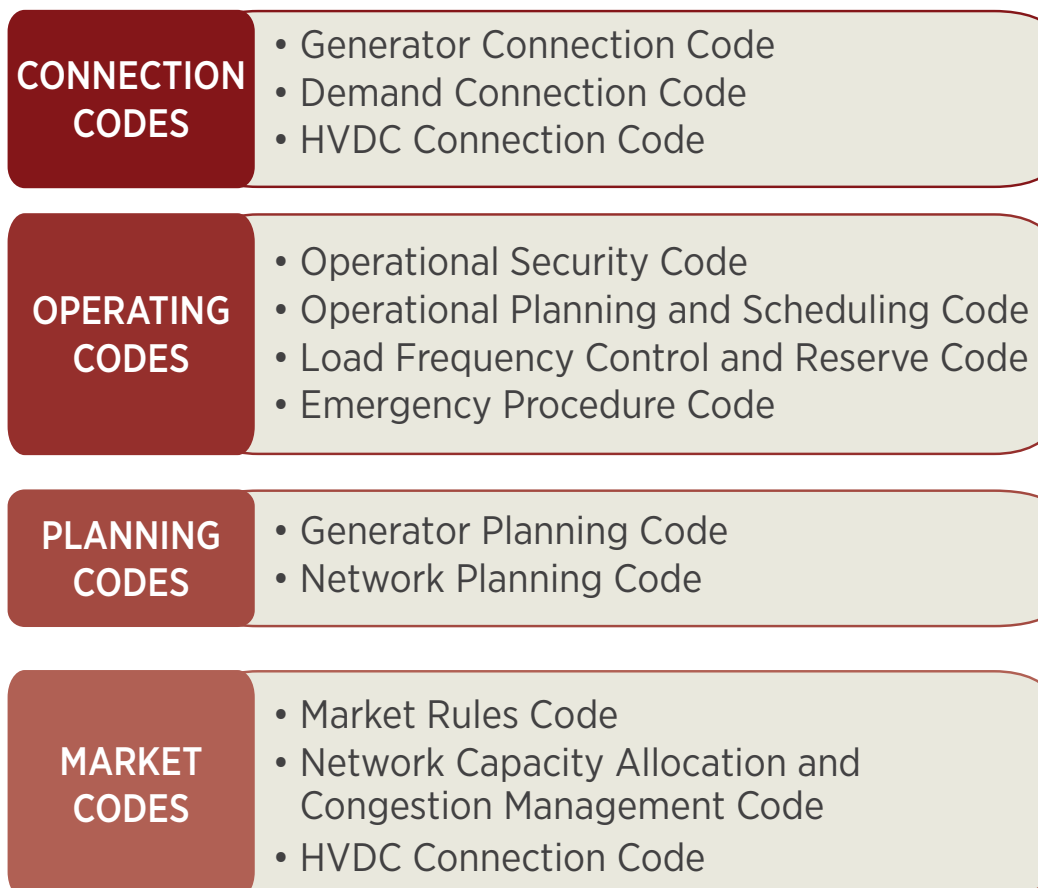 CONNECTION
CODES
• Generator Connection Code
• Demand Connection Code
• HVDC Connection Code
OPERATING
CODES
• Operational Security Code
• Operational Planning and Scheduling Code
• Load Frequency Control and Reserve Code
• Emergency Procedure Code
PLANNING
CODES
• Generator Planning Code
• Network Planning Code
MARKET
CODES
• Market Rules Code
• Network Capacity Allocation and
Congestion Management Code
• HVDC Connection Code